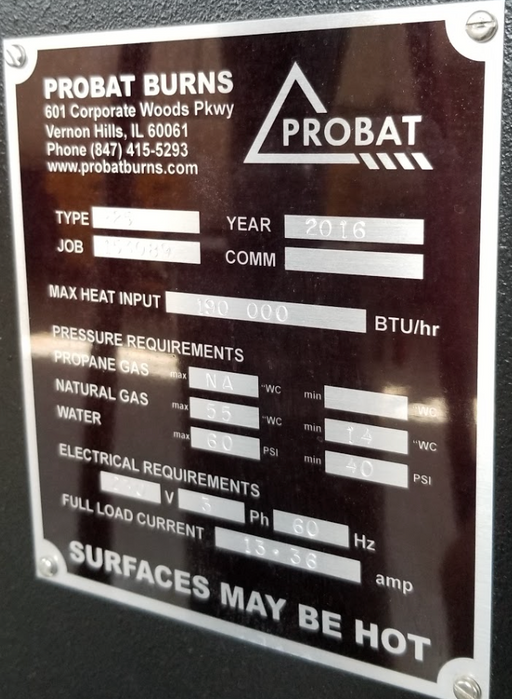 PROBAT BURNS
601 Corporate Woods Pkwy
Vernon Hills, IL 60061
Phone (847) 415-5293
www.probatburns.com
PROBAT
TYPE YEAR 2016
JOB COMM
MAX HEAT INPUT 190 000 BTU/hr
PRESSURE REQUIREMENTS
PROPANE GAS max NA "WC min "WC
NATURAL GAS max 55 "WC min 14 "WC
WATER max 60 PSI min 40 PSI
ELECTRICAL REQUIREMENTS
V 3 Ph 60 Hz
FULL LOAD CURRENT 13.36 amp
SURFACES MAY BE HOT